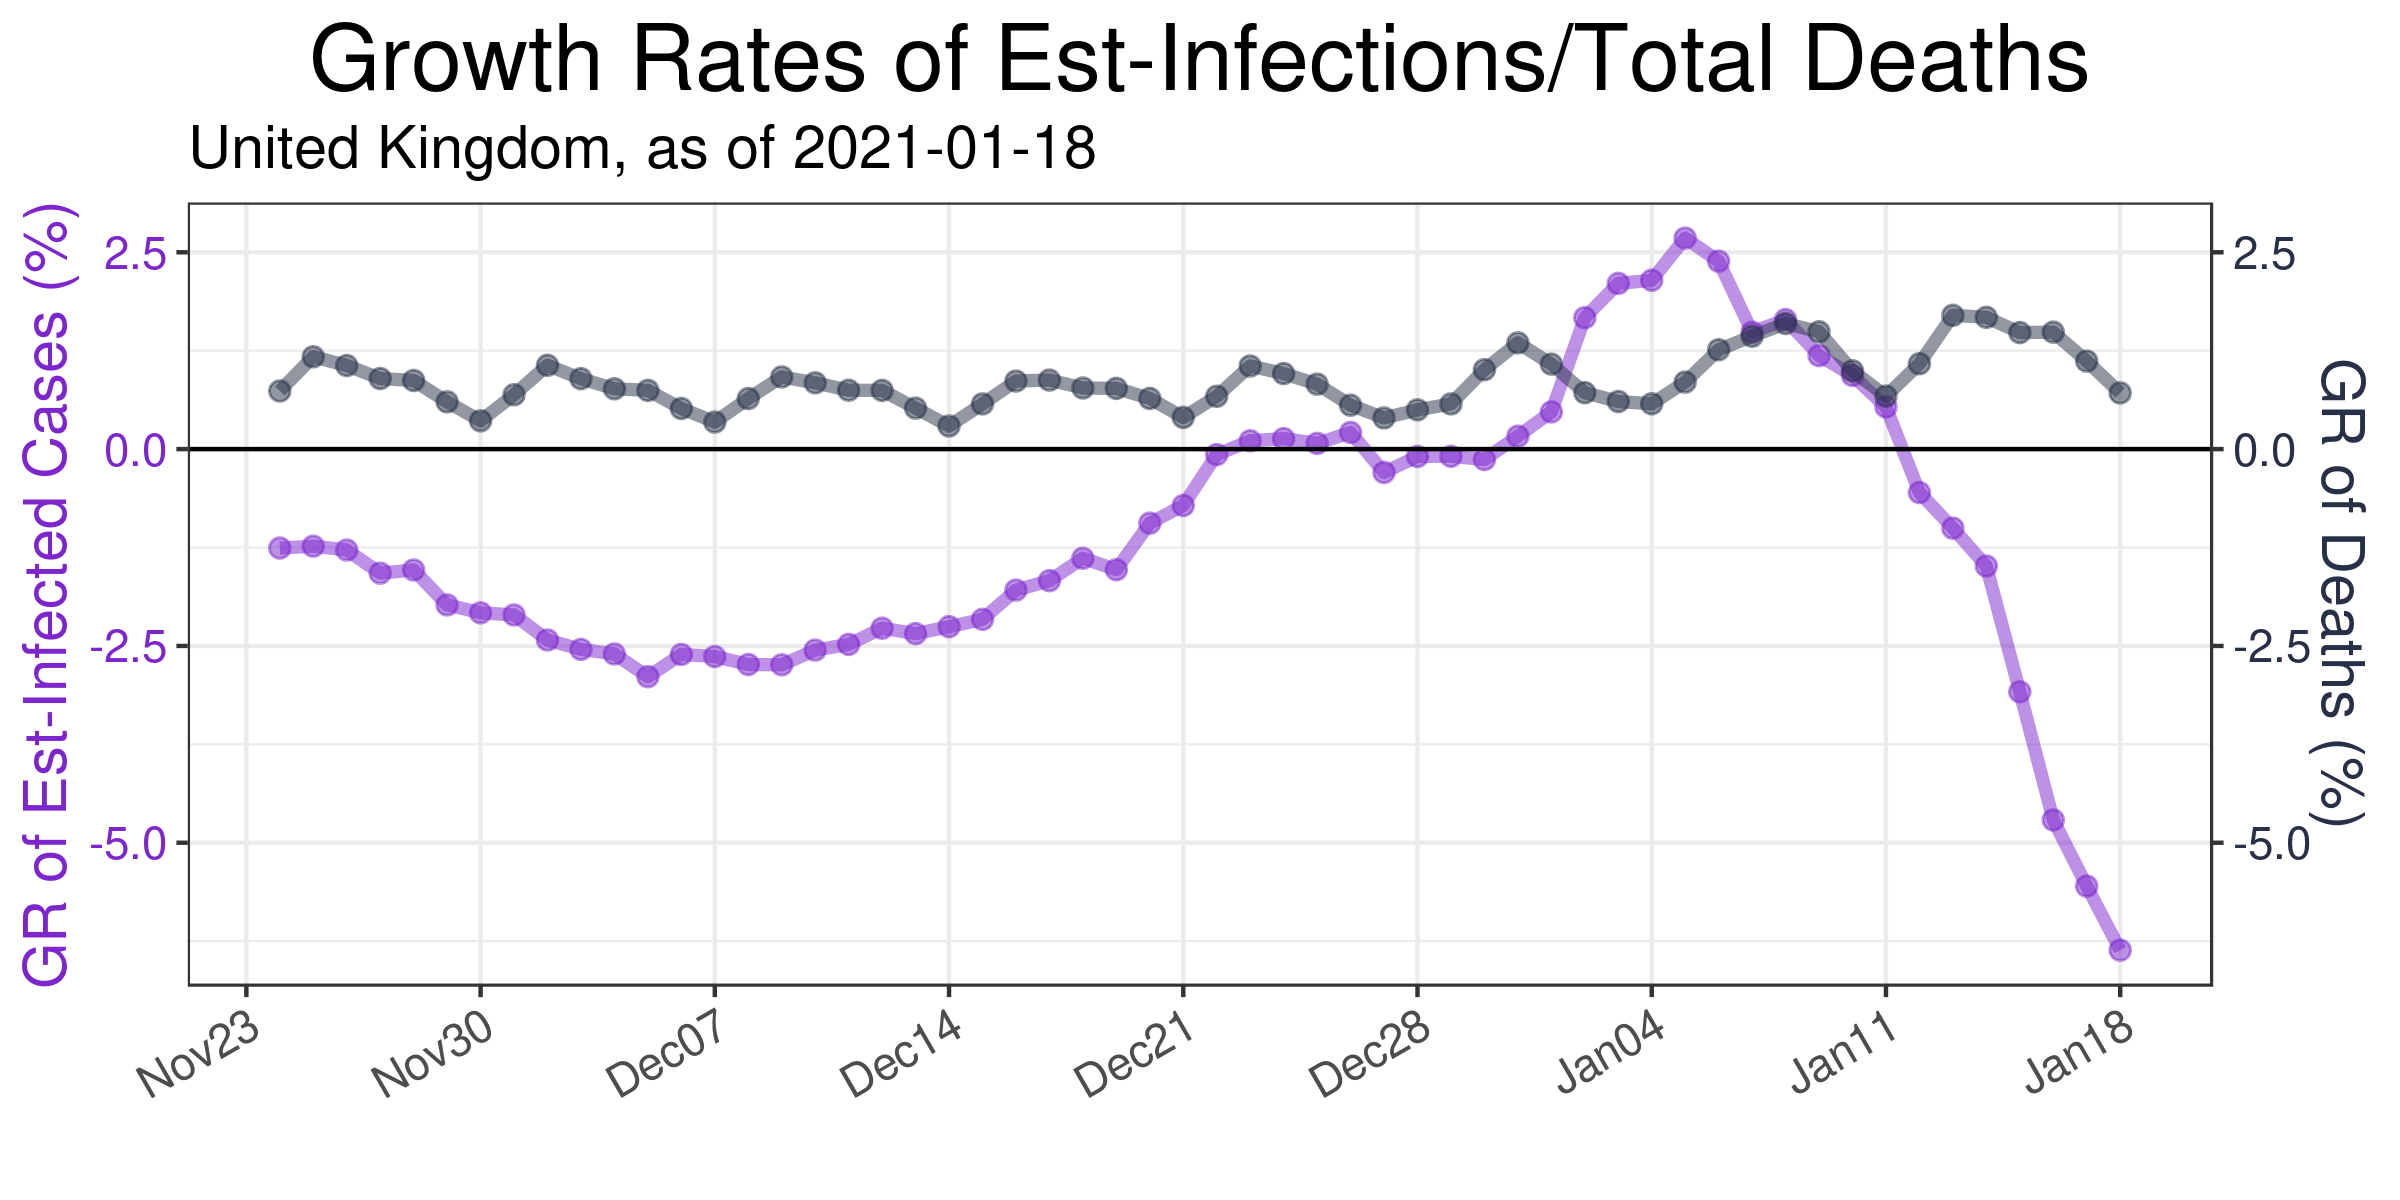 Growth Rates of Est-Infections/Total Deaths
United Kingdom, as of 2021-01-18
GR of Est-Infected Cases (%)
2.5
0.0
-2.5
-5.0
2.5
0.0
-2.5
-5.0
GR of Deaths (%)
Nov23 Nov30 Dec07 Dec14 Dec21 Dec28 Jan04 Jan11 Jan18